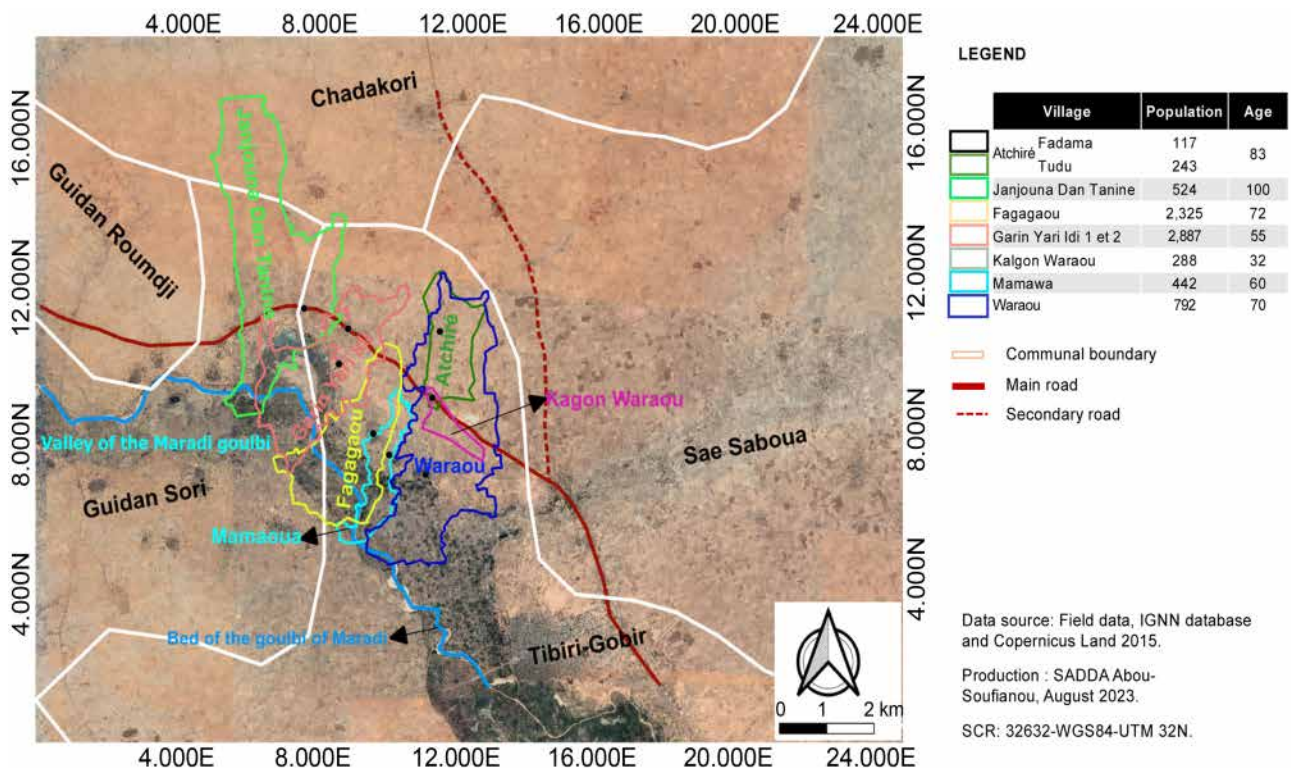 4.000E 8.000E 12.000E 16.000E 20.000E 24.000E
16.000N
12.000N
8.000N
4.000N
16.000N
12.000N
8.000N
4.000N
Chadakori
Janjouna Dan Tanine
Guidan Roumdji
Atchiré
Kagon Waraou
Valley of the Maradi goulbi
Fagagaou
Waraou
Sae Saboua
Guidan Sori
Mamaoua
Bed of the goulbi of Maradi
Tibiri-Gobir
0 1 2 km
4.000E 8.000E 12.000E 16.000E 20.000E 24.000E
LEGEND
Village Population Age
Atchiré Fadama 117 83
Tudu 243
Janjouna Dan Tanine 524 100
Fagagaou 2,325 72
Garin Yari Idi 1 et 2 2,887 55
Kalgon Waraou 288 32
Mamawa 442 60
Waraou 792 70
Communal boundary
Main road
Secondary road
Data source: Field data, IGNN database
and Copernicus Land 2015.
Production : SADDA Abou-
Soufianou, August 2023.
SCR: 32632-WGS84-UTM 32N.